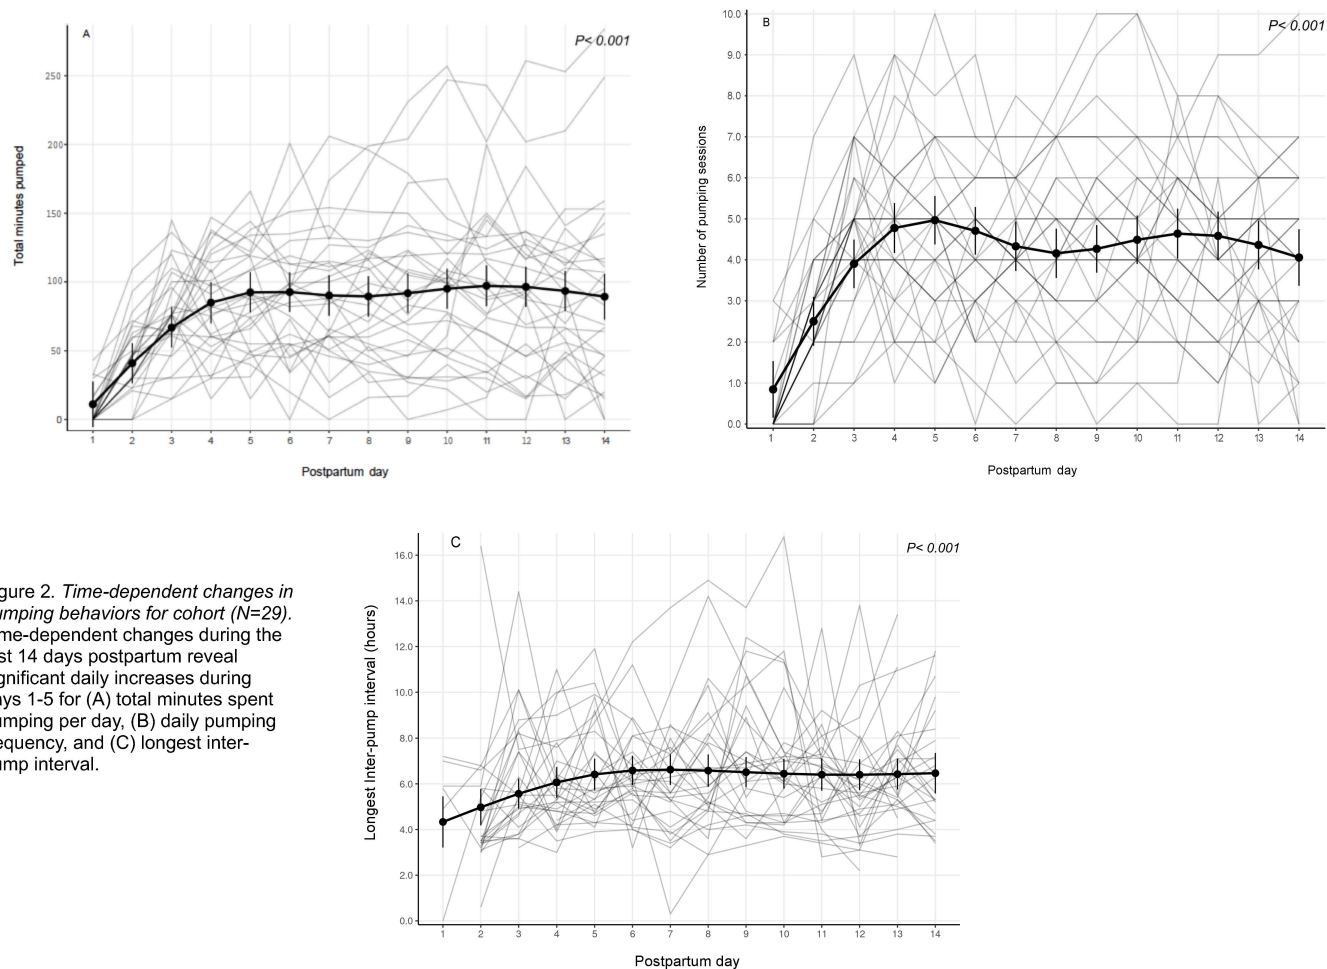 A
P< 0.001
Total minutes pumped
250
200
150
100
50
0
1 2 3 4 5 6 7 8 9 10 11 12 13 14
Postpartum day
B
P< 0.001
Number of pumping sessions
10.0
9.0
8.0
7.0
6.0
5.0
4.0
3.0
2.0
1.0
0.0
1 2 3 4 5 6 7 8 9 10 11 12 13 14
Postpartum day
C
P< 0.001
Longest Inter-pump interval (hours)
16.0
14.0
12.0
10.0
8.0
6.0
4.0
2.0
0.0
1 2 3 4 5 6 7 8 9 10 11 12 13 14
Postpartum day
gure 2. Time-dependent changes in
umping behaviors for cohort (N=29).
me-dependent changes during the
st 14 days postpartum reveal
gnificant daily increases during
ays 1-5 for (A) total minutes spent
umping per day, (B) daily pumping
equency, and (C) longest inter-
ump interval.